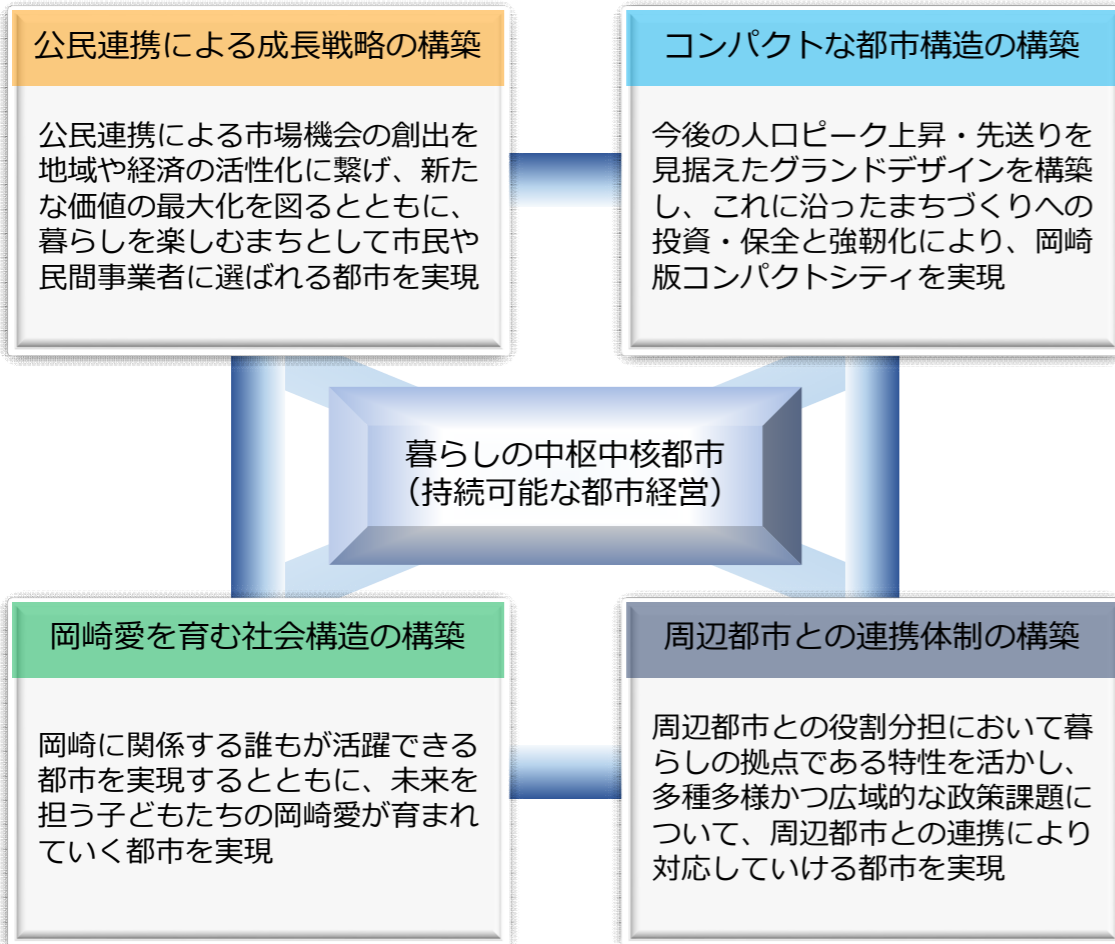 公民連携による成長戦略の構築
公民連携による市場機会の創出を
地域や経済の活性化に繋げ、新た
な価値の最大化を図るとともに、
暮らしを楽しむまちとして市民や
民間事業者に選ばれる都市を実現
コンパクトな都市構造の構築
今後の人口ピーク上昇・先送りを
見据えたグランドデザインを構築
し、これに沿ったまちづくりへの
投資・保全と強靭化により、岡崎
版コンパクトシティを実現
暮らしの中枢中核都市
(持続可能な都市経営)
岡崎愛を育む社会構造の構築
岡崎に関係する誰もが活躍できる
都市を実現するとともに、未来を
担う子どもたちの岡崎愛が育まれ
ていく都市を実現
周辺都市との連携体制の構築
周辺都市との役割分担において暮
らしの拠点である特性を活かし、
多種多様かつ広域的な政策課題に
ついて、周辺都市との連携により
対応していける都市を実現